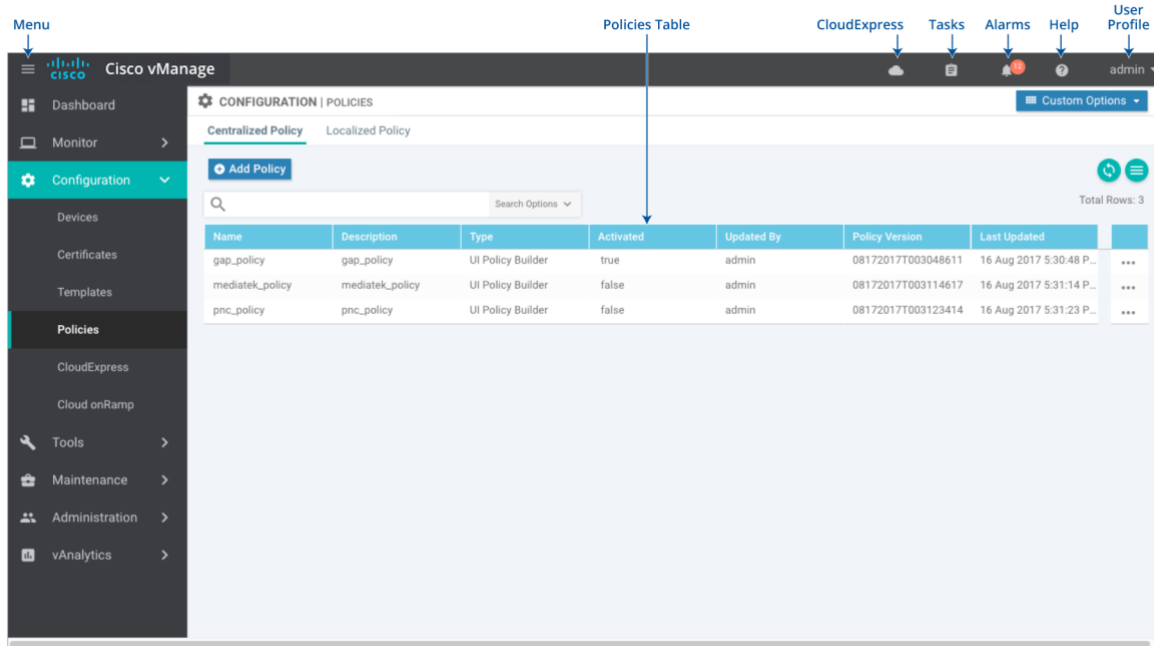 Menu
Policies Table
CloudExpress
Tasks
Alarms
Help
User
Profile
cisco
Cisco vManage
12
admin
Dashboard
Monitor
Configuration
Devices
Certificates
Templates
Policies
CloudExpress
Cloud onRamp
Tools
Maintenance
Administration
vAnalytics
CONFIGURATION | POLICIES
Custom Options
Centralized Policy Localized Policy
Add Policy
Search Options
Total Rows: 3
Name Description Type Activated Updated By Policy Version Last Updated
gap_policy gap_policy UI Policy Builder true admin 08172017T003048611 16 Aug 2017 5:30:48 P...
mediatek_policy mediatek_policy UI Policy Builder false admin 08172017T003114617 16 Aug 2017 5:31:14 P...
pnc_policy pnc_policy UI Policy Builder false admin 08172017T003123414 16 Aug 2017 5:31:23 P...